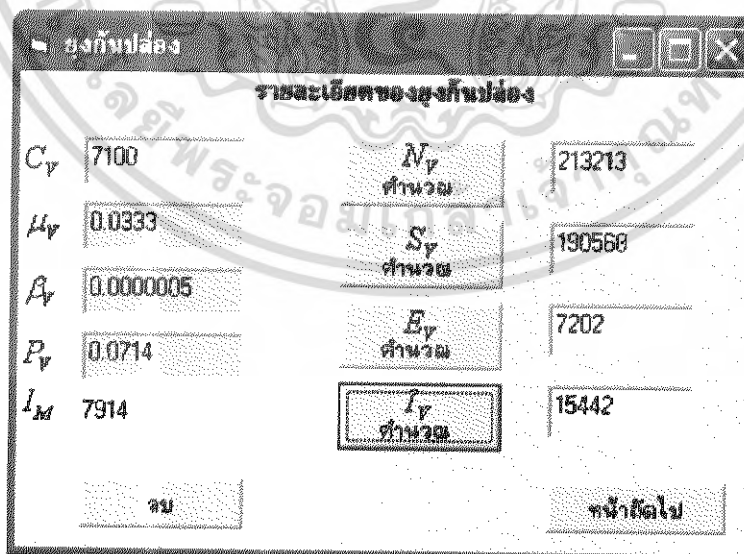 ยุงก้นปล่อง
รายละเอียดของยุงก้นปล่อง
C_V 7100 N_V คำนวณ 213213
μ_V 0.0333 S_V คำนวณ 190568
β_V 0.0000005 E_V คำนวณ 7202
P_V 0.0714
I_M 7914 I_V คำนวณ 15442
ลบ หน้าถัดไป